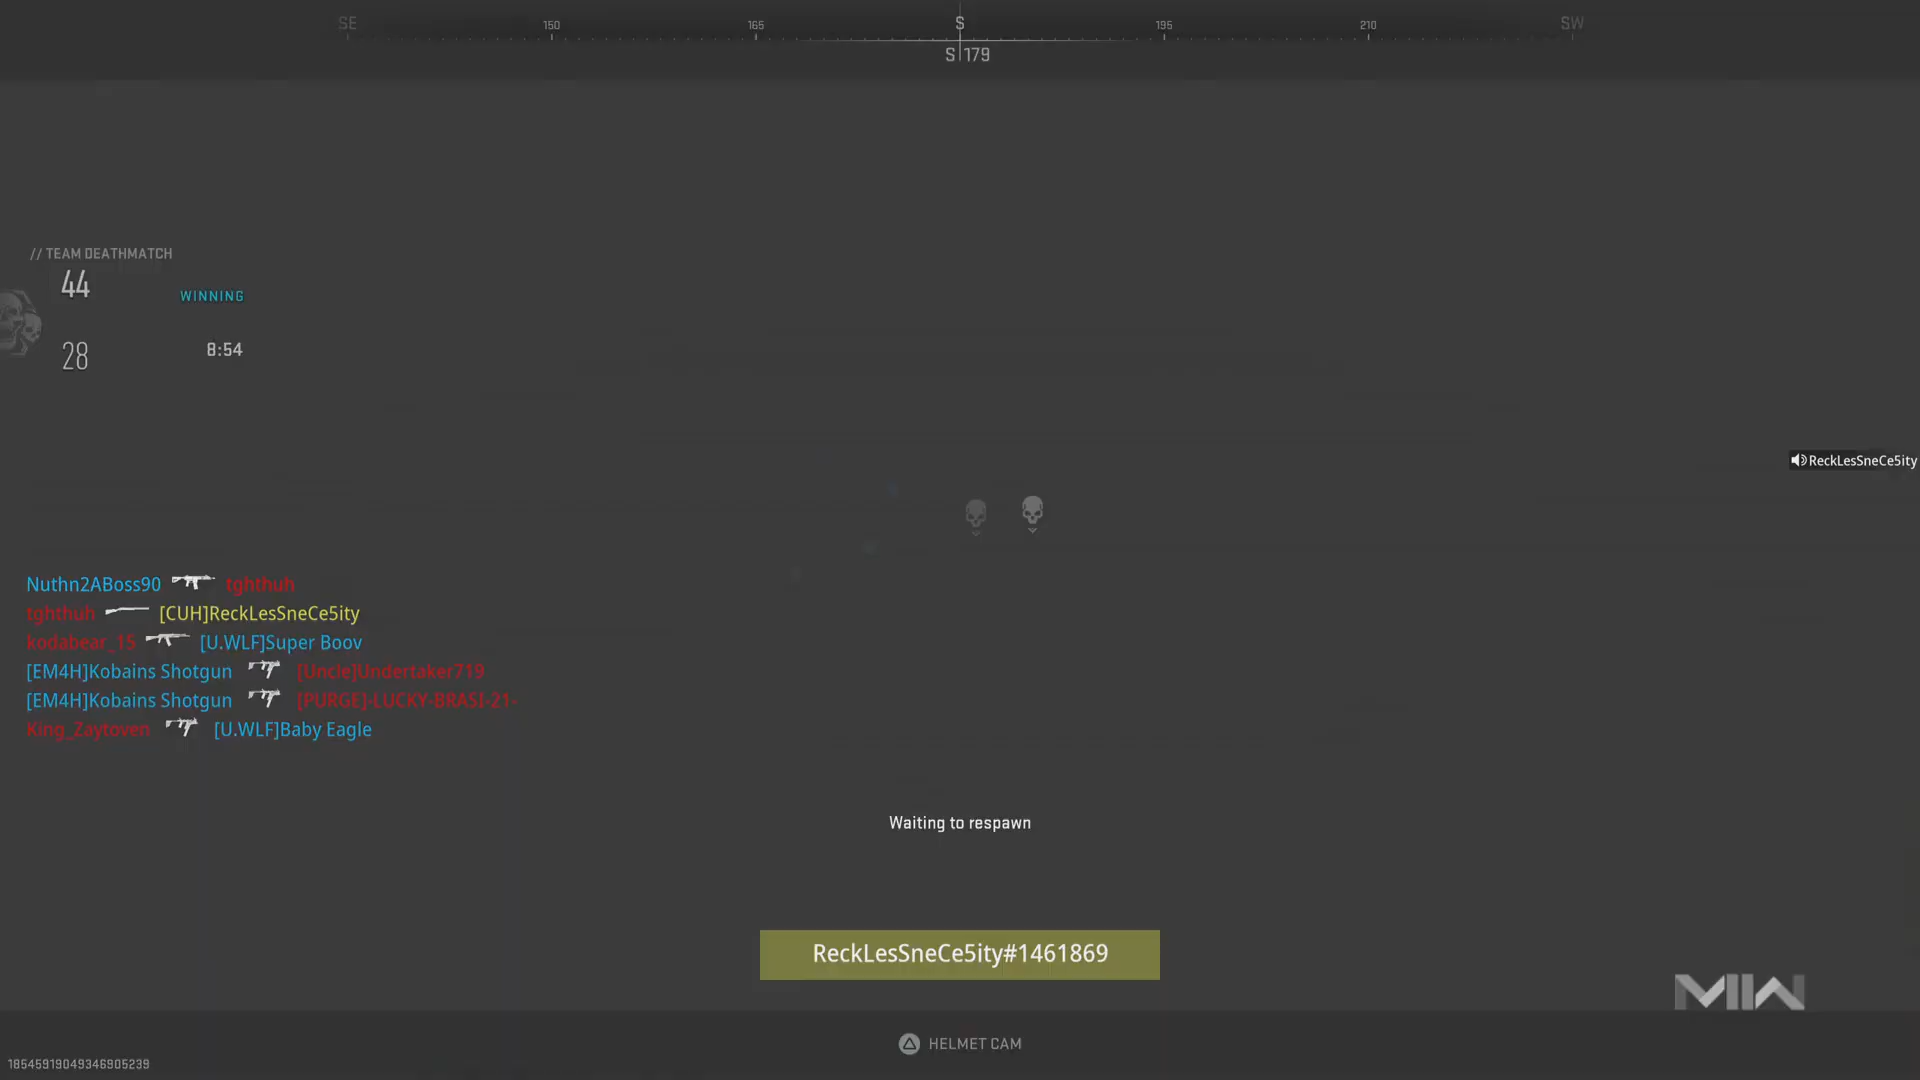 SE 150 165 S 195 210 SW
S 179
// TEAM DEATHMATCH
44
WINNING
28
8:54
ReckLesSneCe5ity
Nuthn2ABoss90 tghthuh
tghthuh [CUH]ReckLesSneCe5ity
kodabear_15 [U.WLF]Super Boov
[EM4H]Kobains Shotgun [Uncle]Undertaker719
[EM4H]Kobains Shotgun [PURGE]-LUCKY-BRASI-21-
King_Zaytoven [U.WLF]Baby Eagle
Waiting to respawn
ReckLesSneCe5ity#1461869
MW
HELMET CAM
18545919049346905239